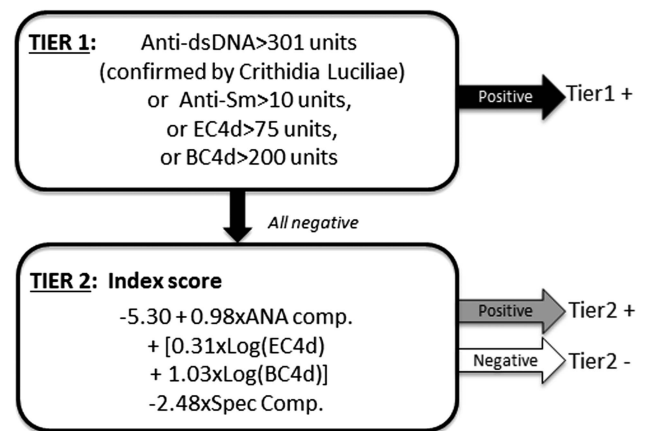 TIER 1: Anti-dsDNA>301 units
(confirmed by Crithidia Luciliae)
or Anti-Sm>10 units,
or EC4d>75 units,
or BC4d>200 units
Positive
Tier1 +
All negative
TIER 2: Index score
-5.30 + 0.98xANA comp.
+ [0.31xLog(EC4d)
+ 1.03xLog(BC4d)]
-2.48xSpec Comp.
Positive
Tier2 +
Negative
Tier2 -